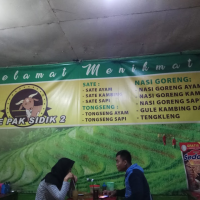 Selamat Menikmati
SATE :
- SATE AYAM
- SATE KAMBING
- SATE SAPI
TONGSENG :
- TONGSENG AYAM
- TONGSENG SAPI
NASI GORENG:
- NASI GORENG AYAM
- NASI GORENG KAMBING
- NASI GORENG SAPI
- GULE KAMBING
- TENGKLENG
E PAK SIDIK 2